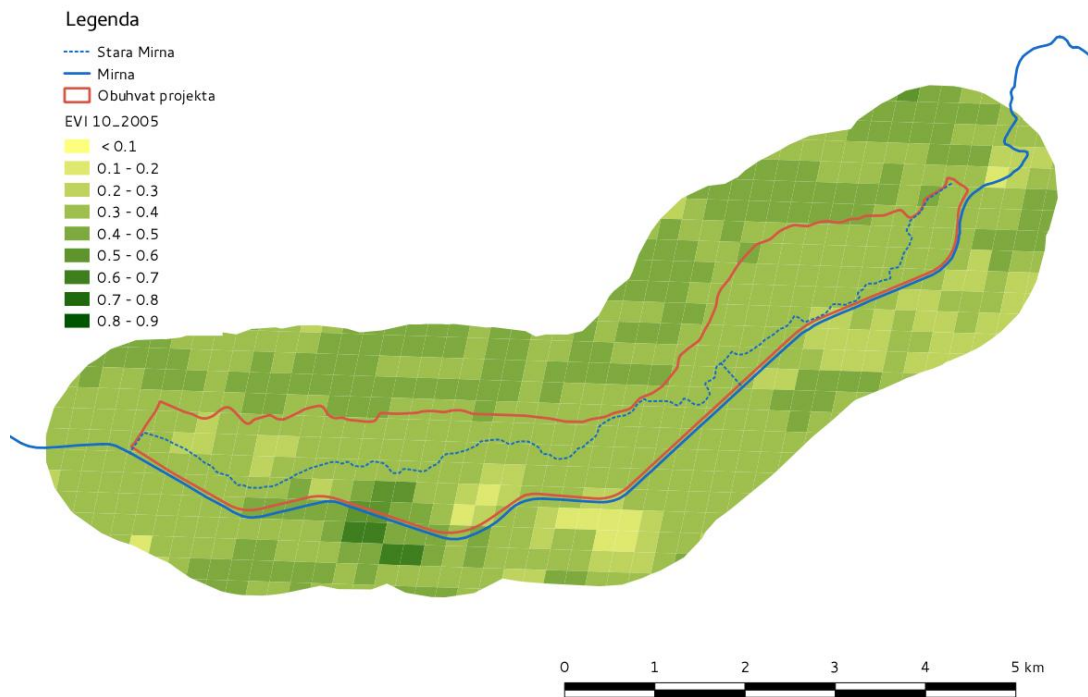 Legenda
Stara Mirna
Mirna
Obuhvat projekta
EVI 10_2005
< 0.1
0.1 - 0.2
0.2 - 0.3
0.3 - 0.4
0.4 - 0.5
0.5 - 0.6
0.6 - 0.7
0.7 - 0.8
0.8 - 0.9
0 1 2 3 4 5 km